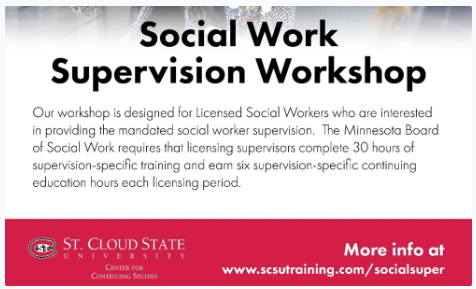 Social Work
Supervision Workshop
Our workshop is designed for Licensed Social Workers who are interested
in providing the mandated social worker supervision. The Minnesota Board
of Social Work requires that licensing supervisors complete 30 hours of
supervision-specific training and earn six supervision-specific continuing
education hours each licensing period.
SC
ST. CLOUD STATE
UNIVERSITY
CENTER FOR
CONTINUING STUDIES
More info at
www.scsutraining.com/socialsuper